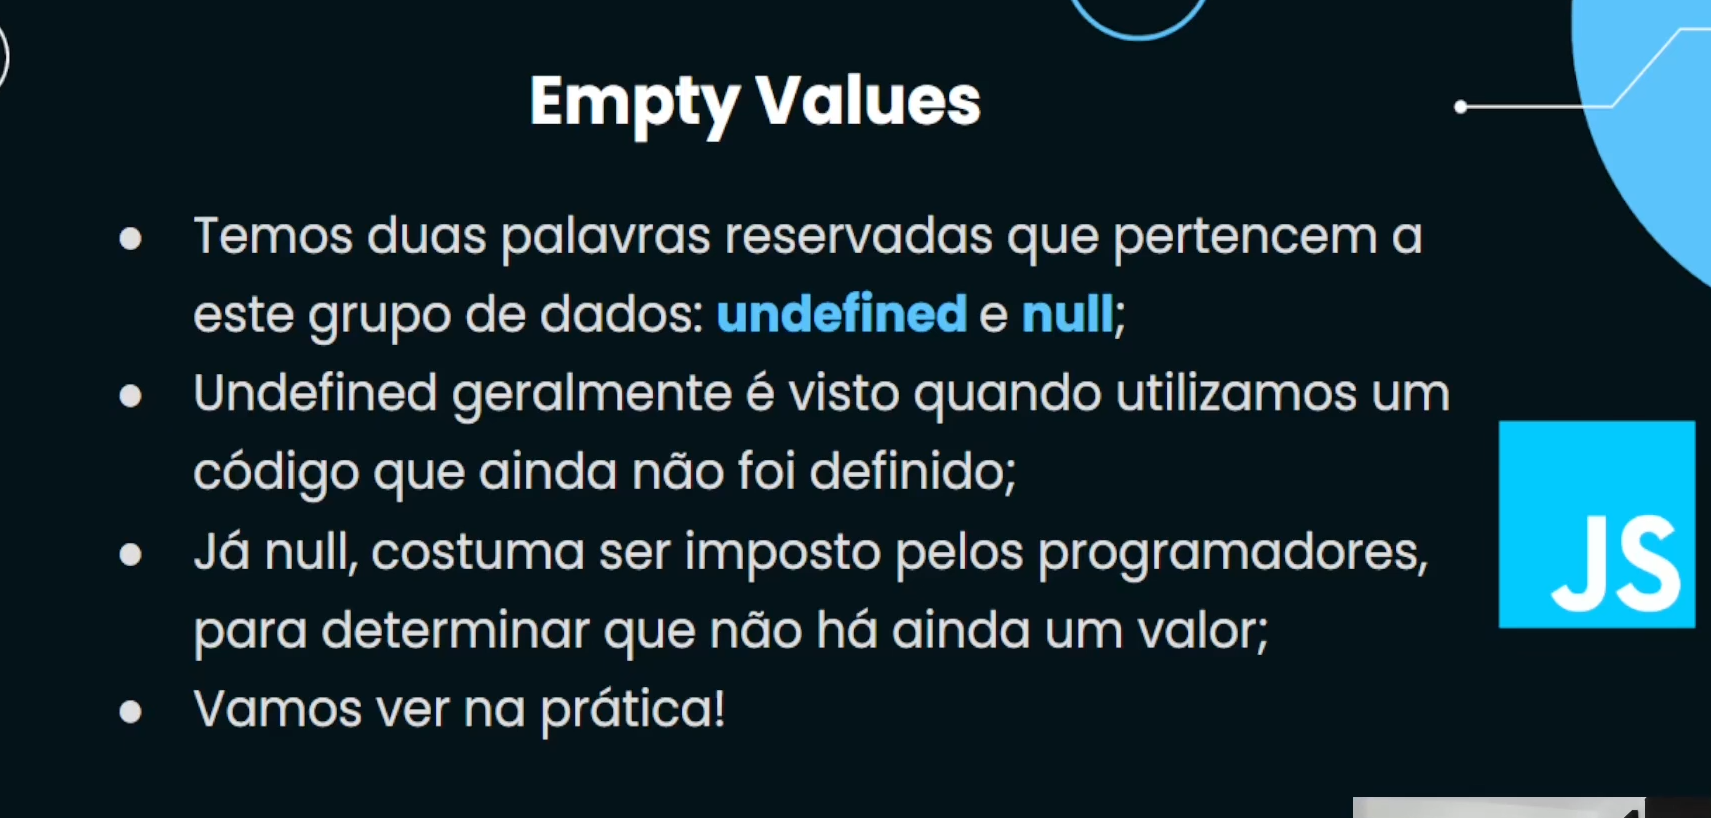 Empty Values
● Temos duas palavras reservadas que pertencem a
este grupo de dados: undefined e null;
● Undefined geralmente é visto quando utilizamos um
código que ainda não foi definido;
● Já null, costuma ser imposto pelos programadores,
para determinar que não há ainda um valor;
● Vamos ver na prática!
JS